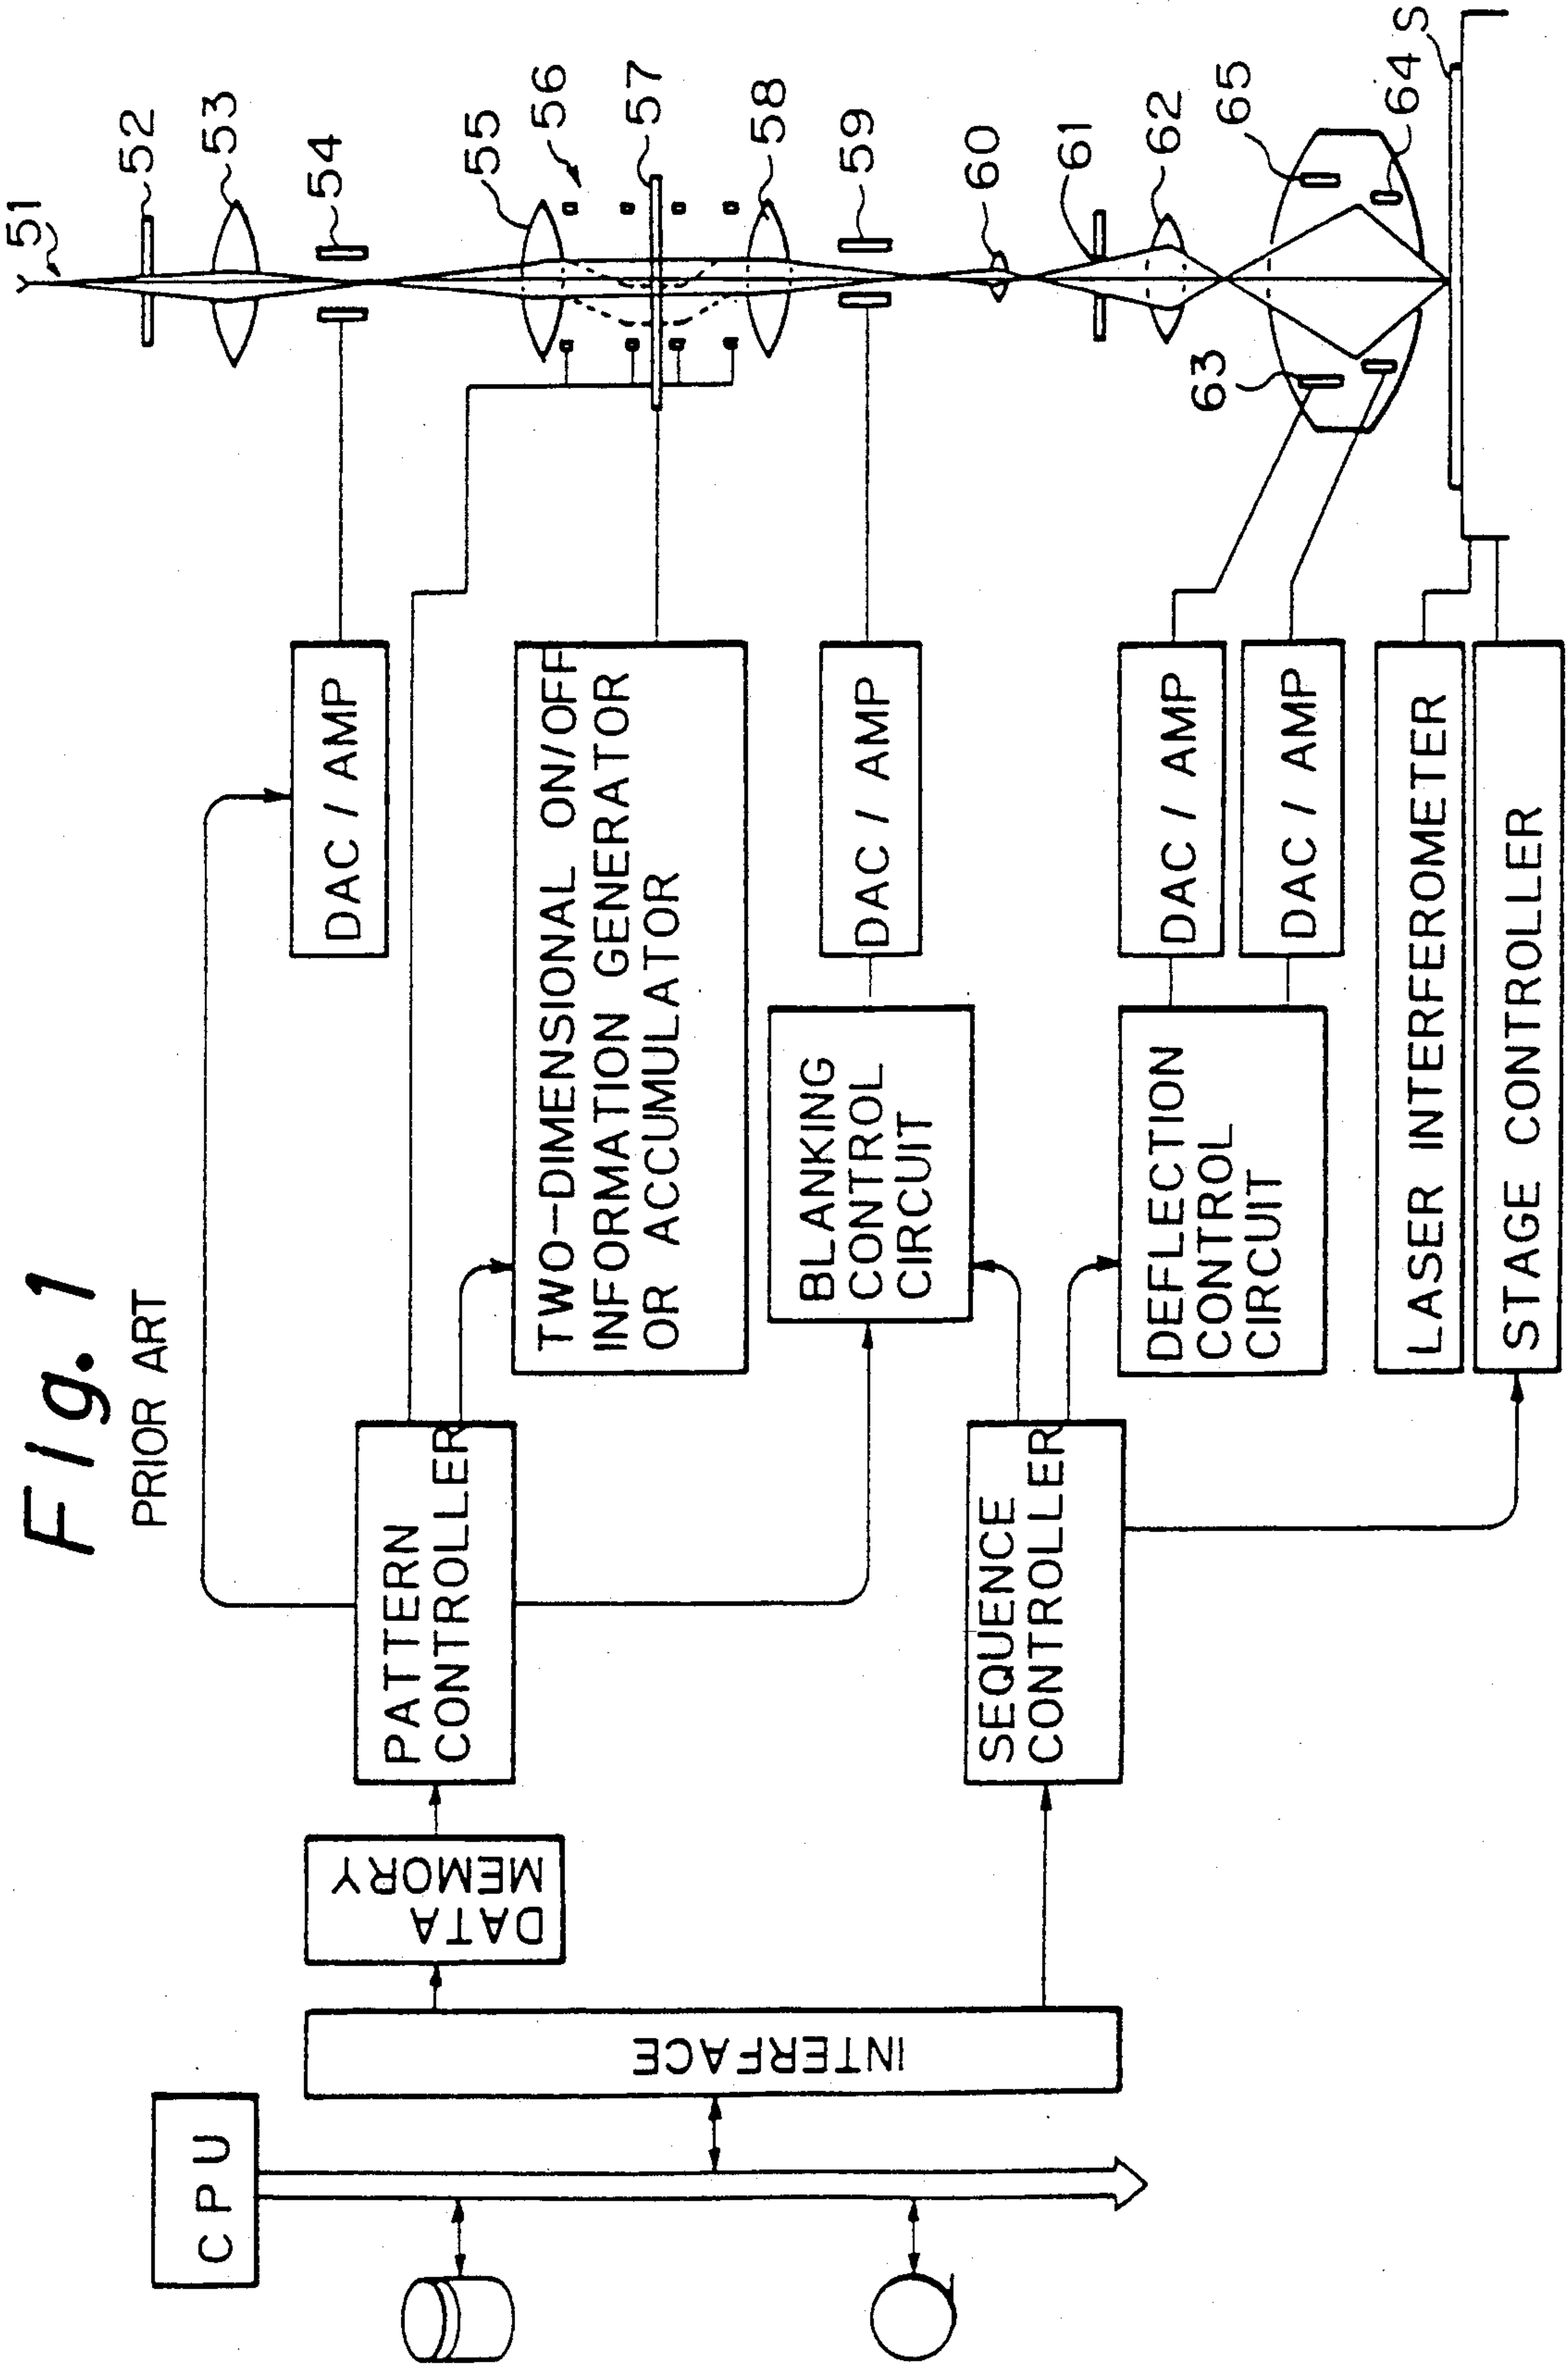 Fig. 1
PRIOR ART
CPU
INTERFACE
DATA
MEMORY
PATTERN
CONTROLLER
SEQUENCE
CONTROLLER
DAC / AMP
TWO-DIMENSIONAL ON/OFF
INFORMATION GENERATOR
OR ACCUMULATOR
BLANKING
CONTROL
CIRCUIT
DAC / AMP
DEFLECTION
CONTROL
CIRCUIT
DAC / AMP
DAC / AMP
LASER INTERFEROMETER
STAGE CONTROLLER
51
52
53
54
55
56
57
58
59
60
61
62
63
65
64
S